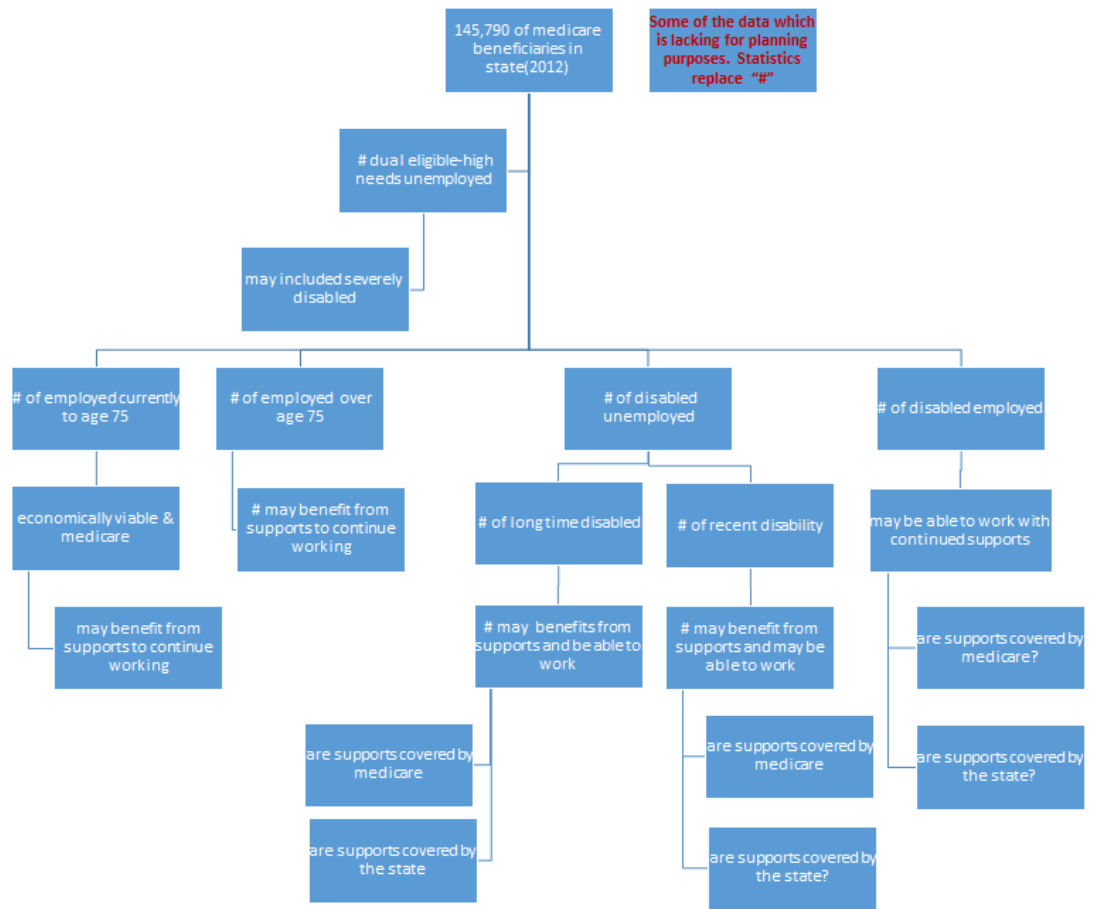 145,790 of medicare
beneficiaries in
state(2012)
Some of the data which
is lacking for planning
purposes. Statistics
replace "#"
# dual eligible-high
needs unemployed
may included severely
disabled
# of employed currently
to age 75
# of employed over
age 75
# of disabled
unemployed
# of disabled employed
economically viable &
medicare
# may benefit from
supports to continue
working
# of long time disabled
# of recent disability
may be able to work with
continued supports
may benefit from
supports to continue
working
# may benefits from
supports and be able to
work
# may benefit from
supports and may be
able to work
are supports covered by
medicare?
are supports covered by
medicare
are supports covered by
medicare
are supports covered by
the state?
are supports covered by
the state
are supports covered by
the state?